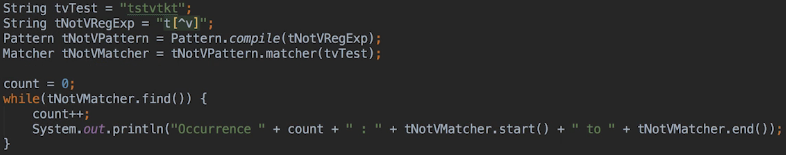 String tvTest = "tstvtkt";
String tNotVRegExp = "t[^v]";
Pattern tNotVPattern = Pattern.compile(tNotVRegExp);
Matcher tNotVMatcher = tNotVPattern.matcher(tvTest);
count = 0;
while(tNotVMatcher.find()) {
count++;
System.out.println("Occurrence " + count + " : " + tNotVMatcher.start() + " to " + tNotVMatcher.end());
}